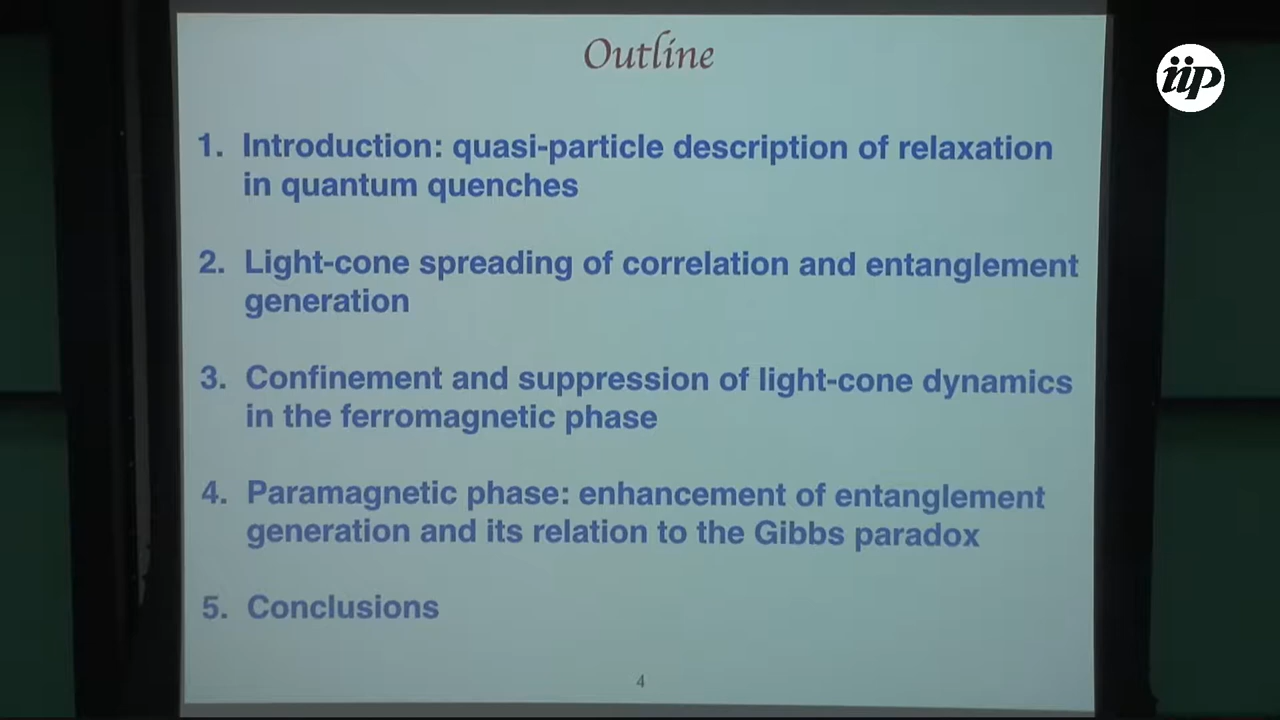 Outline
iip
1. Introduction: quasi-particle description of relaxation
in quantum quenches
2. Light-cone spreading of correlation and entanglement
generation
3. Confinement and suppression of light-cone dynamics
in the ferromagnetic phase
4. Paramagnetic phase: enhancement of entanglement
generation and its relation to the Gibbs paradox
5. Conclusions
4